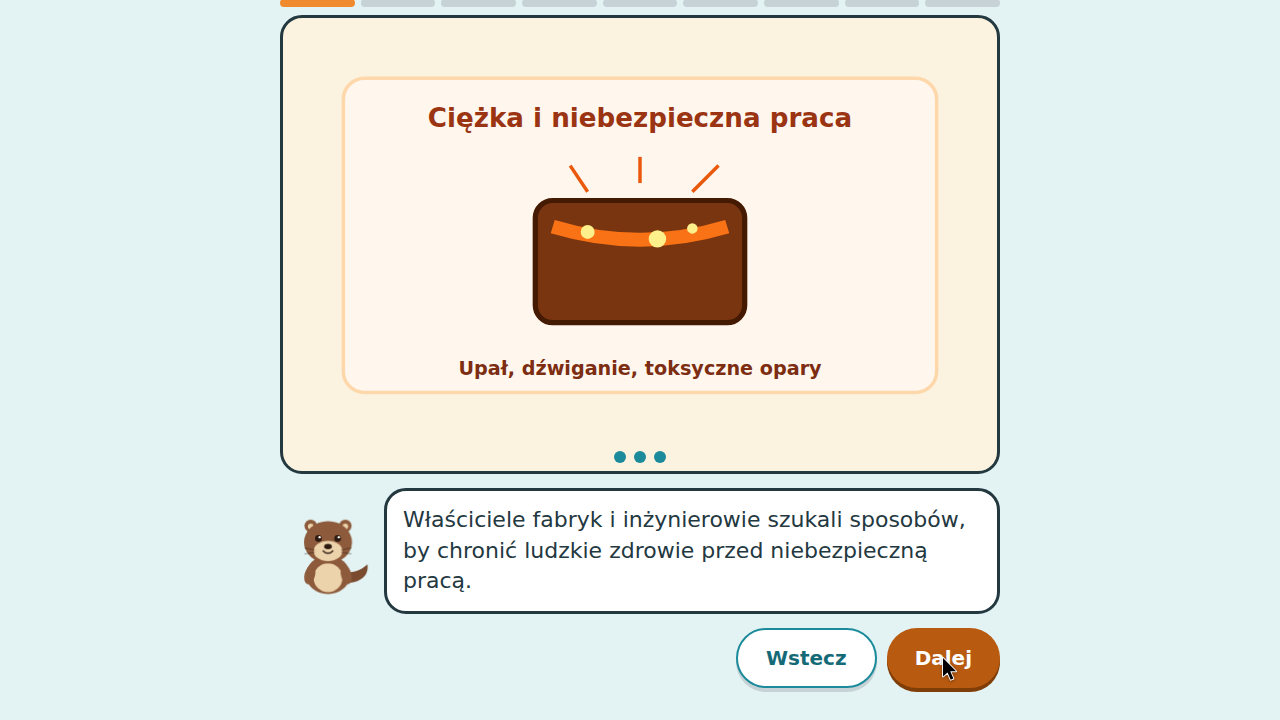 Ciężka i niebezpieczna praca
Upał, dźwiganie, toksyczne opary
Właściciele fabryk i inżynierowie szukali sposobów,
by chronić ludzkie zdrowie przed niebezpieczną
pracą.
Wstecz
Dalej